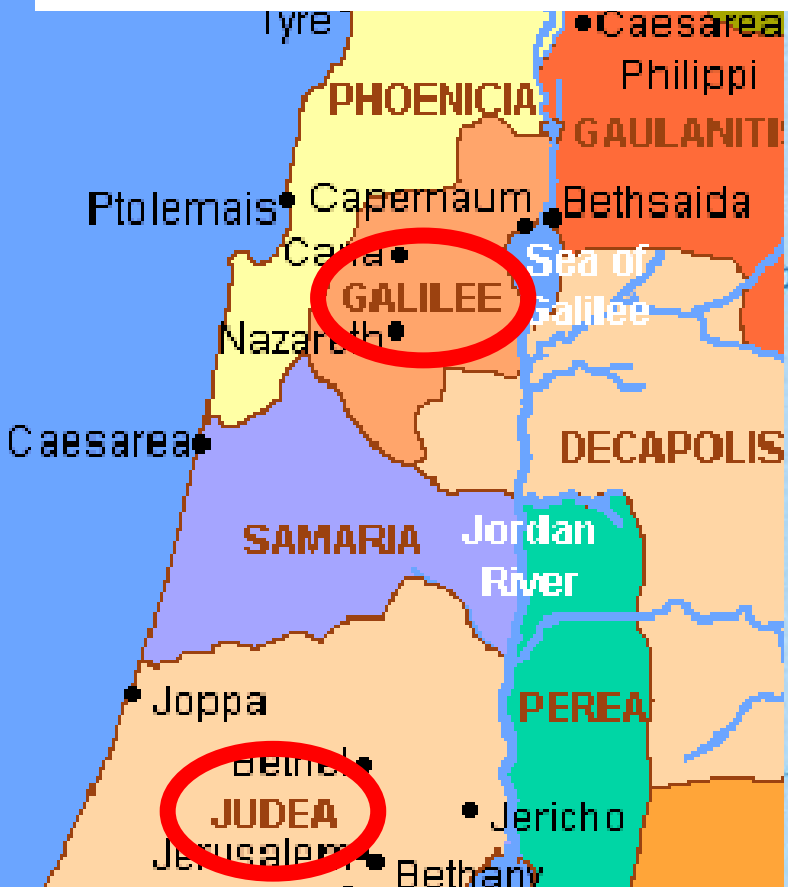 Tyre
Caesarea
Philippi
PHOENICIA
GAULANITI
Ptolemais
Capernaum
Bethsaida
Cana
Sea of
Galilee
GALILEE
Nazareth
Caesarea
DECAPOLIS
SAMARIA
Jordan
River
Joppa
PEREA
Bethel
JUDEA
Jericho
Jerusalem
Bethany